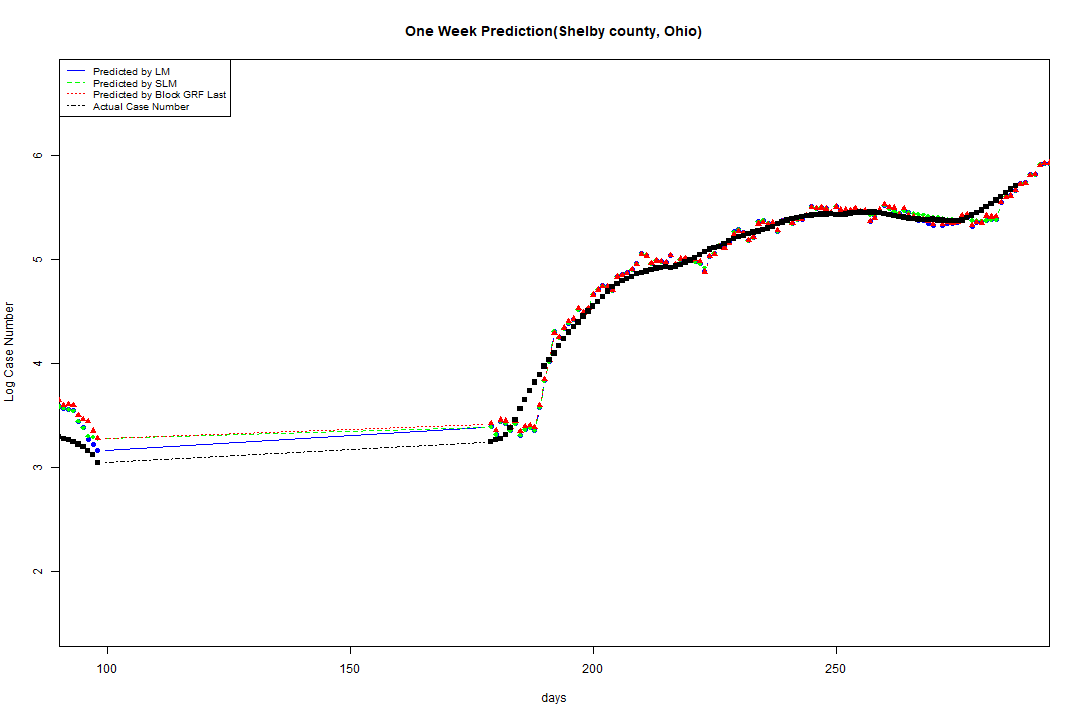 One Week Prediction(Shelby county, Ohio)
Predicted by LM
Predicted by SLM
Predicted by Block GRF Last
Actual Case Number
Log Case Number
6
5
4
3
2
100 150 200 250
days